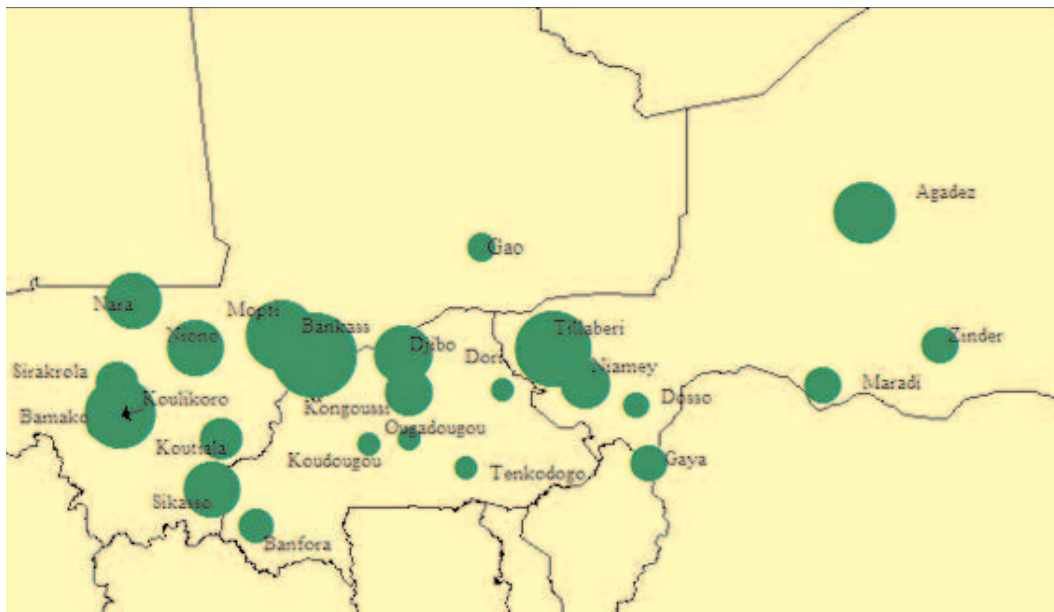 Agadez
Gao
Nara
Mopti
Bankass
Tillaberi
Niono
Djibo
Zinder
Dori
Niamey
Sirakrola
Maradi
Koulikoro
Kongoussi
Dosso
Bamako
Ougadougou
Koutiala
Koudougou
Gaya
Tenkodogo
Sikasso
Banfora